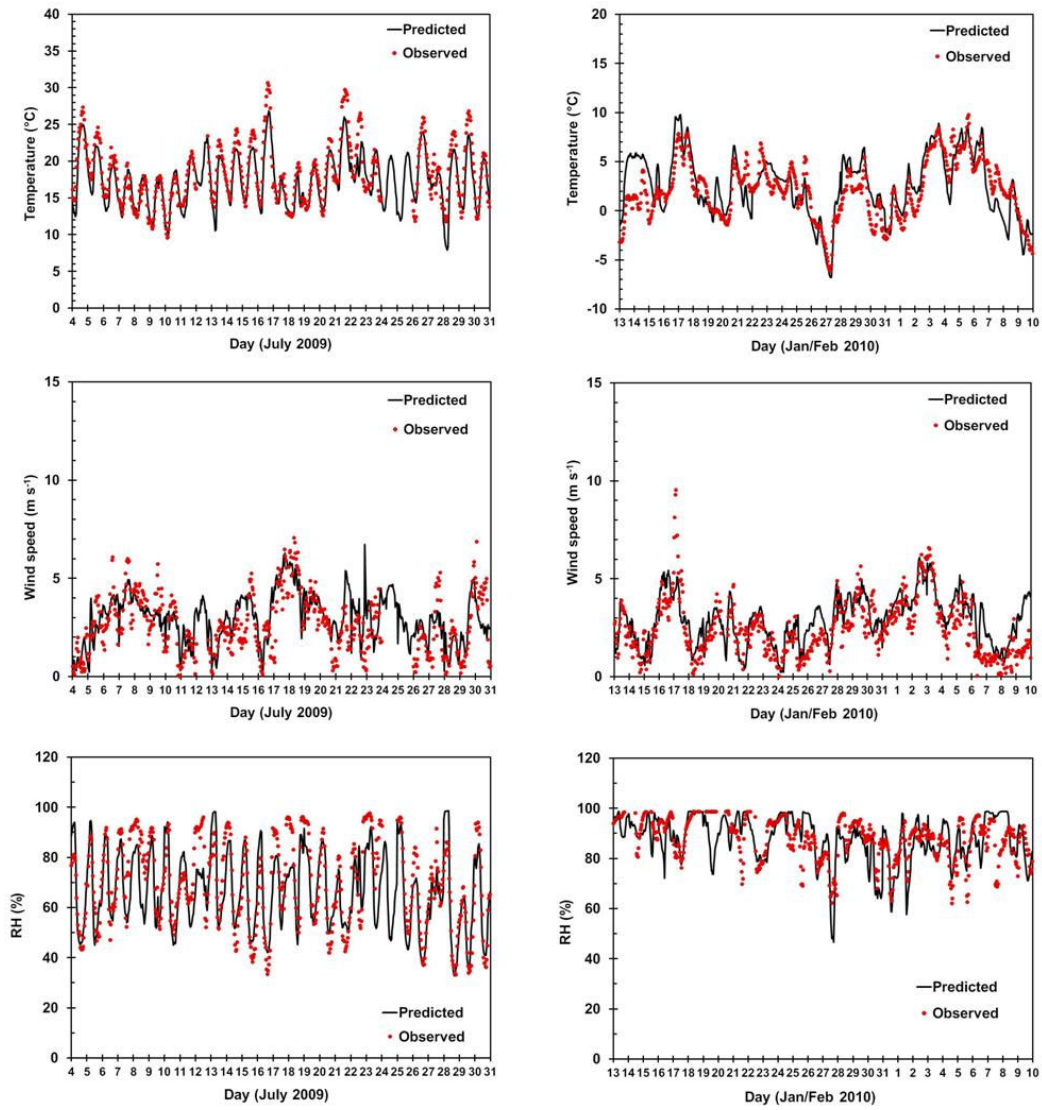 40
35
30
25
20
15
10
5
0
Temperature (°C)
Predicted
Observed
4 5 6 7 8 9 10 11 12 13 14 15 16 17 18 19 20 21 22 23 24 25 26 27 28 29 30 31
Day (July 2009)
20
15
10
5
0
-5
-10
Temperature (°C)
Predicted
Observed
13 14 15 16 17 18 19 20 21 22 23 24 25 26 27 28 29 30 31 1 2 3 4 5 6 7 8 9 10
Day (Jan/Feb 2010)
15
10
5
0
Wind speed (m s⁻¹)
Predicted
Observed
4 5 6 7 8 9 10 11 12 13 14 15 16 17 18 19 20 21 22 23 24 25 26 27 28 29 30 31
Day (July 2009)
15
10
5
0
Wind speed (m s⁻¹)
Predicted
Observed
13 14 15 16 17 18 19 20 21 22 23 24 25 26 27 28 29 30 31 1 2 3 4 5 6 7 8 9 10
Day (Jan/Feb 2010)
120
100
80
60
40
20
0
RH (%)
Predicted
Observed
4 5 6 7 8 9 10 11 12 13 14 15 16 17 18 19 20 21 22 23 24 25 26 27 28 29 30 31
Day (July 2009)
120
100
80
60
40
20
0
RH (%)
Predicted
Observed
13 14 15 16 17 18 19 20 21 22 23 24 25 26 27 28 29 30 31 1 2 3 4 5 6 7 8 9 10
Day (Jan/Feb 2010)